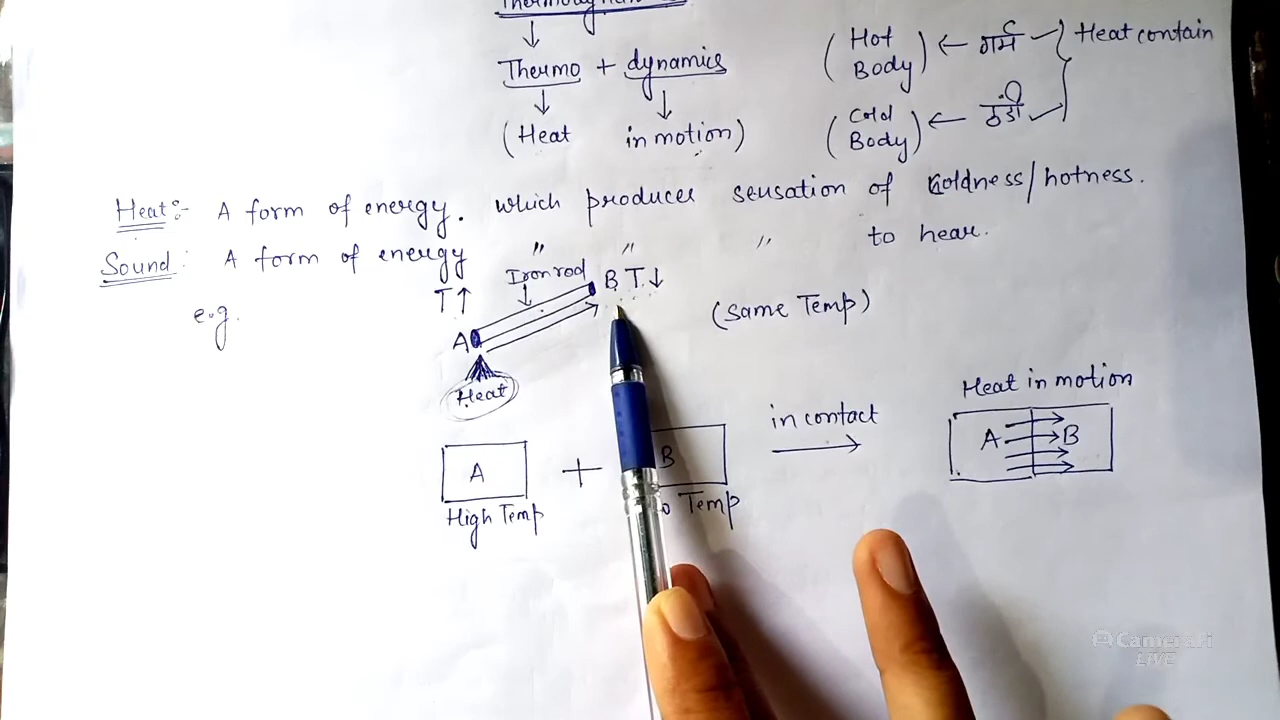 Thermo + dynamics
(Heat in motion)
(Hot Body) ← गर्म
(Cold Body) ← ठंडी
Heat contain
Heat:- A form of energy. which produces sensation of coldness/hotness.
Sound: A form of energy " " " to hear.
e.g.
Iron rod
T↑
A
B T↓
Heat
(Same Temp)
A
High Temp
+
B
Temp
in contact
Heat in motion
A B
CameraFi
LIVE